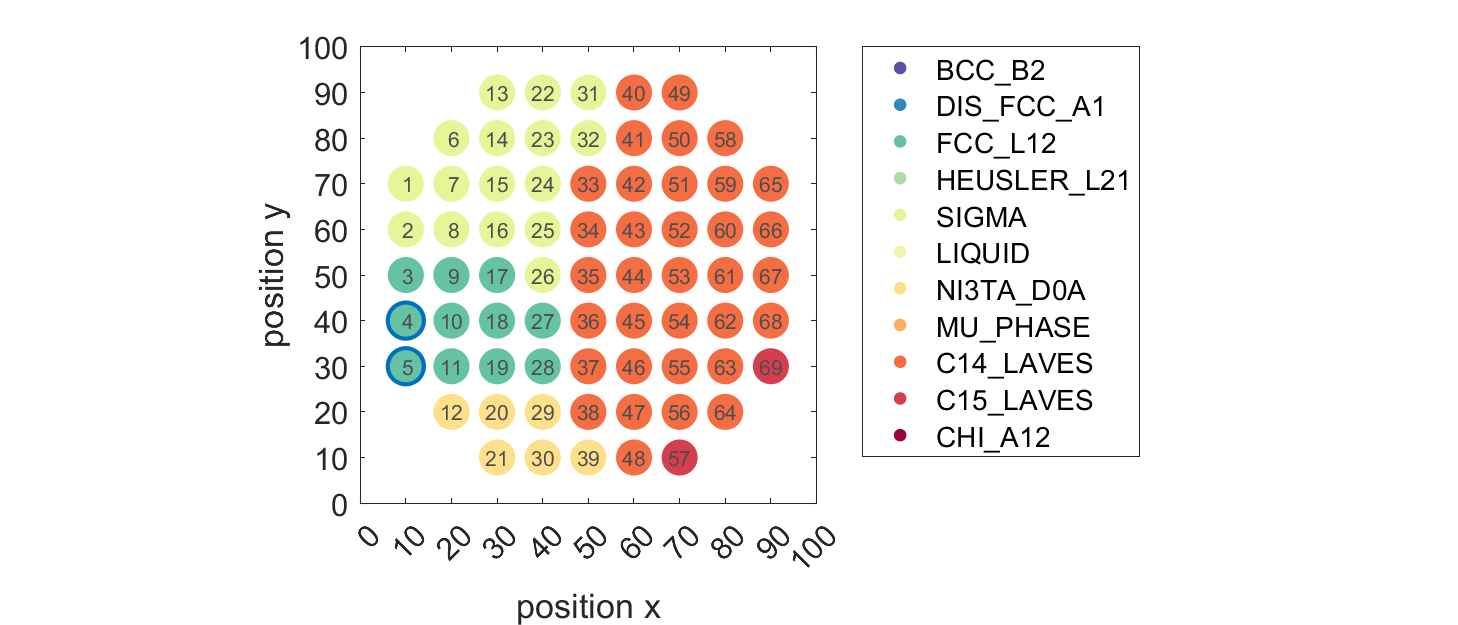 100
90
80
70
60
50
40
30
20
10
0
position y
13 22 31 40 49
6 14 23 32 41 50 58
1 7 15 24 33 42 51 59 65
2 8 16 25 34 43 52 60 66
3 9 17 26 35 44 53 61 67
4 10 18 27 36 45 54 62 68
5 11 19 28 37 46 55 63 69
12 20 29 38 47 56 64
21 30 39 48 57
0 10 20 30 40 50 60 70 80 90 100
position x
BCC_B2
DIS_FCC_A1
FCC_L12
HEUSLER_L21
SIGMA
LIQUID
NI3TA_D0A
MU_PHASE
C14_LAVES
C15_LAVES
CHI_A12